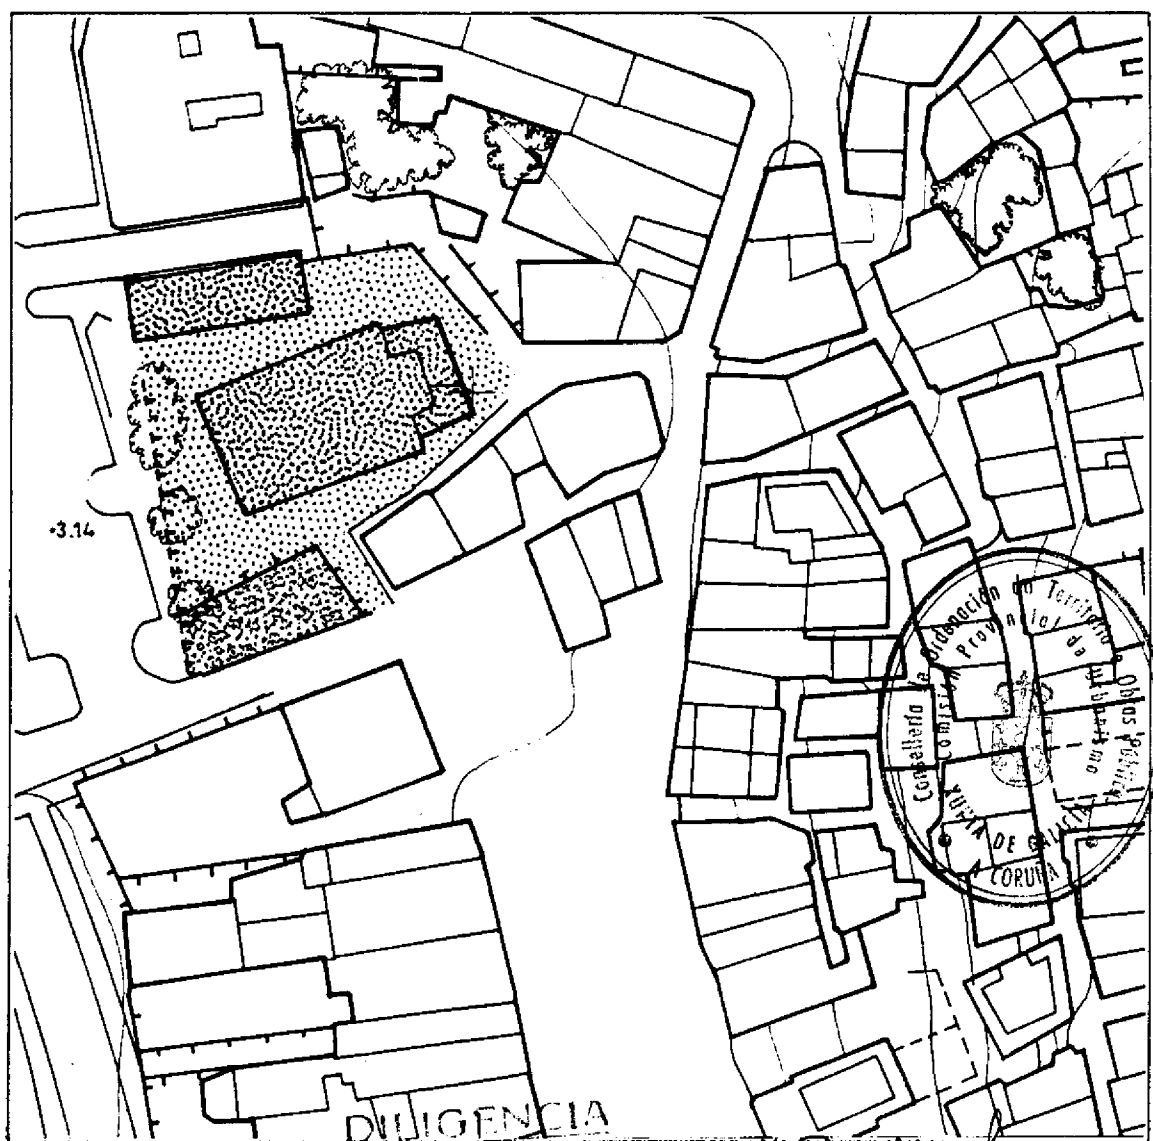 +3.14
Consellería de Ordenación do Territorio e Obras Públicas
Comisión Provincial de Urbanismo
XUNTA DE GALICIA
A CORUÑA
DILIGENCIA